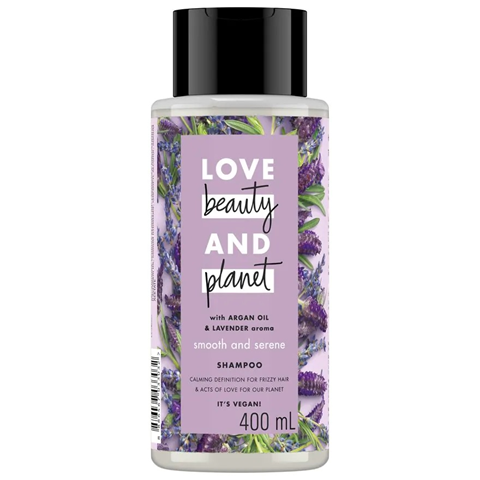 LOVE
beauty
AND
planet
with ARGAN OIL
& LAVENDER aroma
smooth and serene
SHAMPOO
CALMING DEFINITION FOR FRIZZY HAIR
& ACTS OF LOVE FOR OUR PLANET
IT'S VEGAN!
400 mL